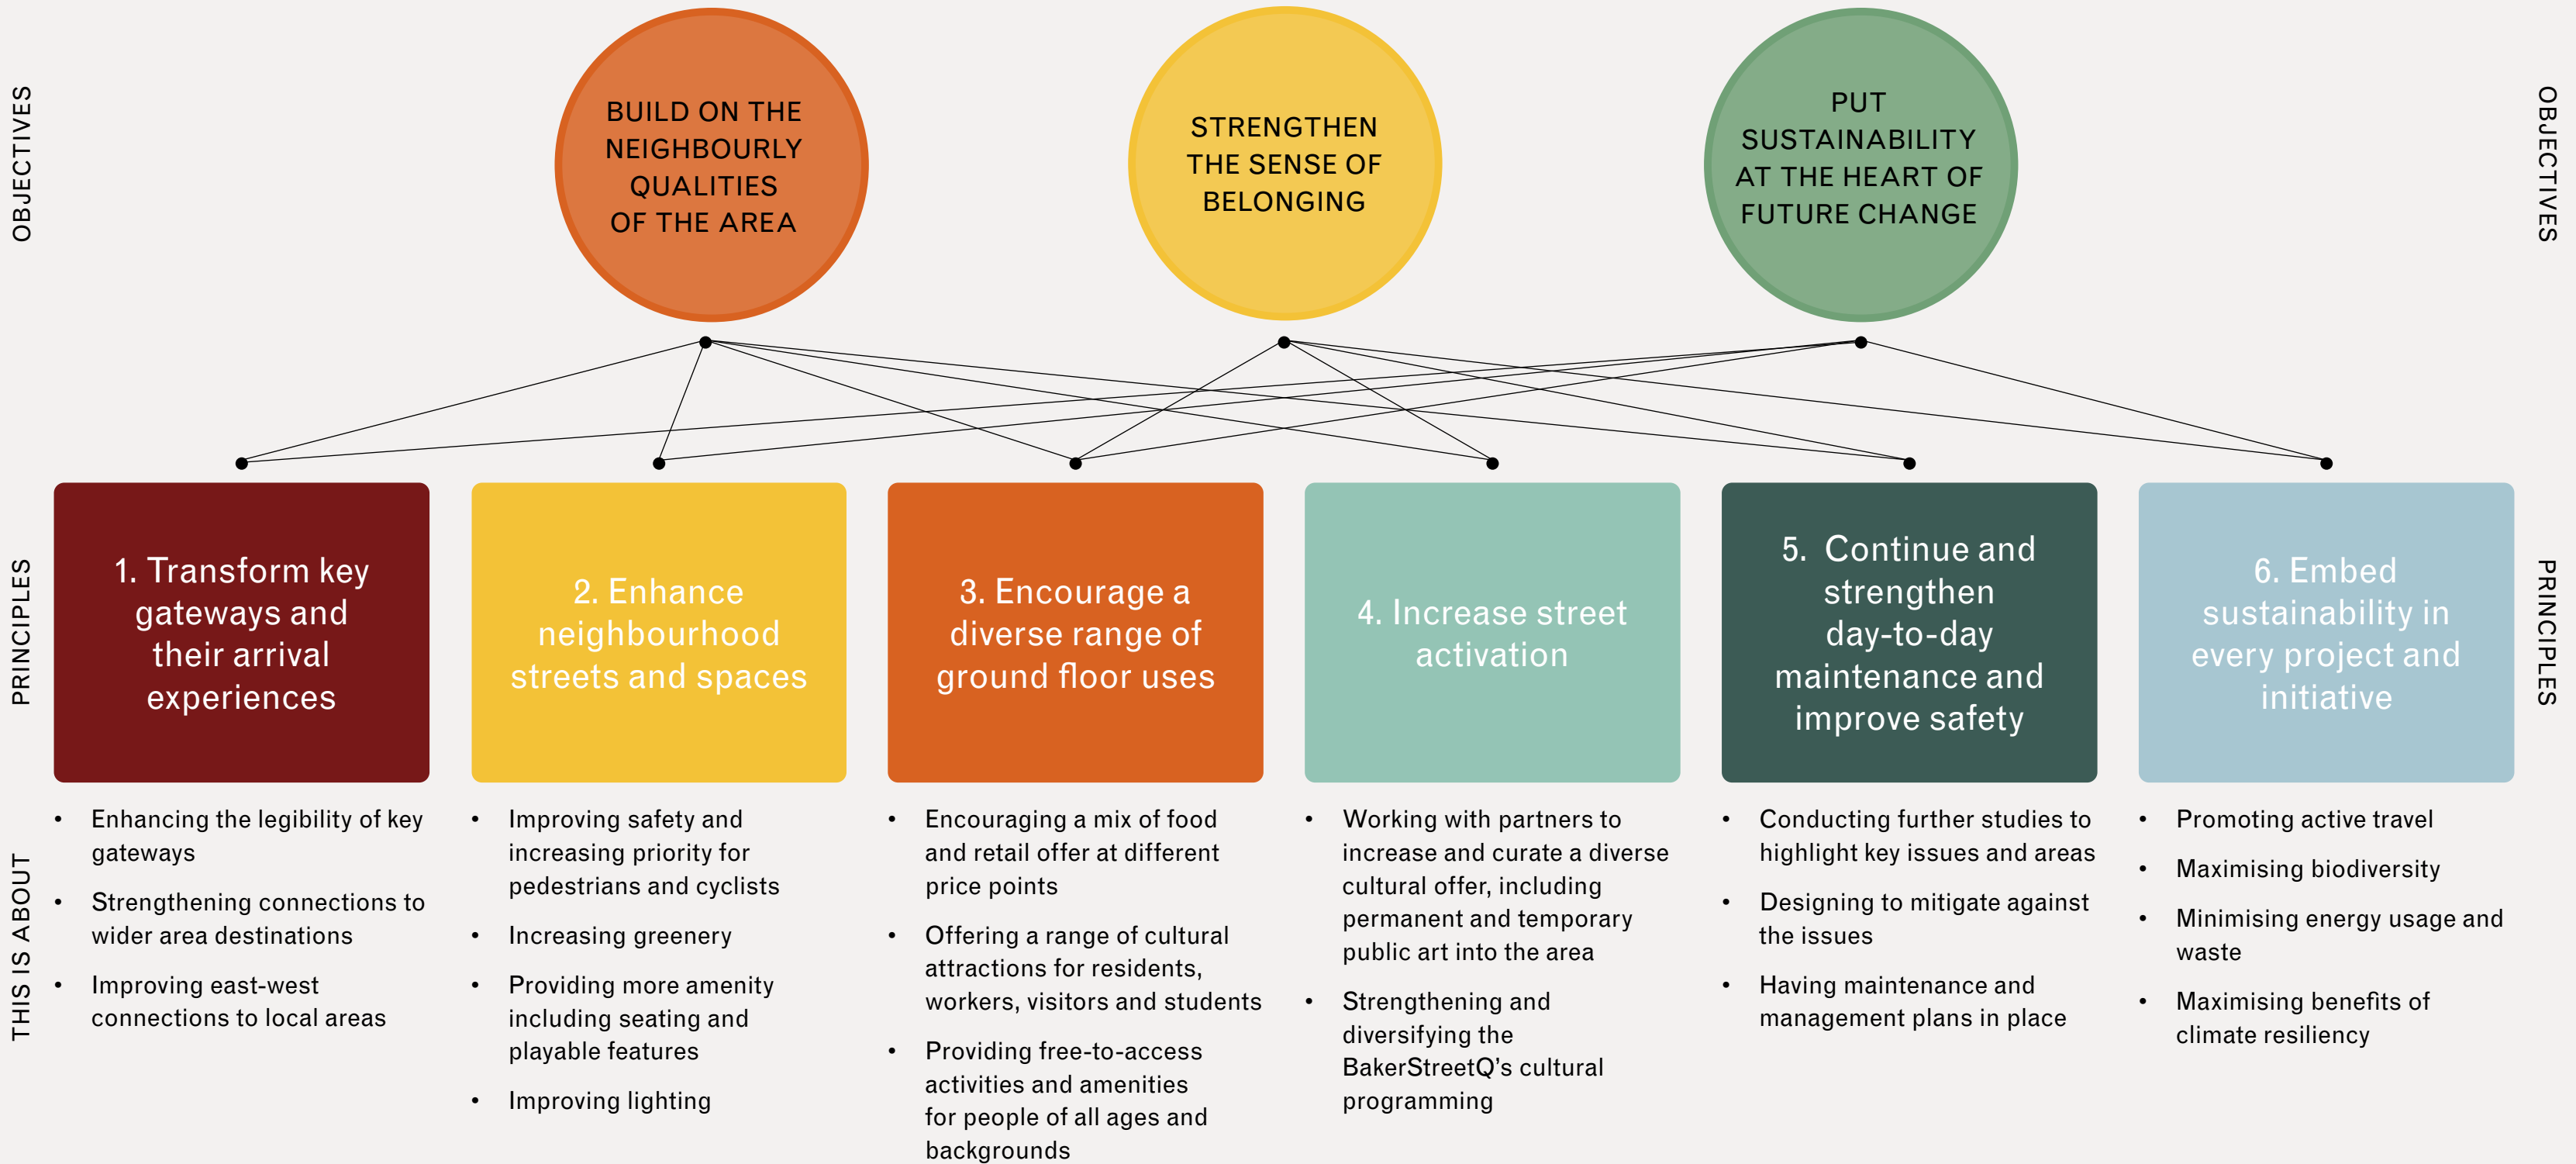 OBJECTIVES
BUILD ON THE
NEIGHBOURLY
QUALITIES
OF THE AREA
STRENGTHEN
THE SENSE OF
BELONGING
PUT
SUSTAINABILITY
AT THE HEART OF
FUTURE CHANGE
OBJECTIVES
PRINCIPLES
1. Transform key
gateways and
their arrival
experiences
2. Enhance
neighbourhood
streets and spaces
3. Encourage a
diverse range of
ground floor uses
4. Increase street
activation
5. Continue and
strengthen
day-to-day
maintenance and
improve safety
6. Embed
sustainability in
every project and
initiative
PRINCIPLES
THIS IS ABOUT
• Enhancing the legibility of key
gateways
• Strengthening connections to
wider area destinations
• Improving east-west
connections to local areas
• Improving safety and
increasing priority for
pedestrians and cyclists
• Increasing greenery
• Providing more amenity
including seating and
playable features
• Improving lighting
• Encouraging a mix of food
and retail offer at different
price points
• Offering a range of cultural
attractions for residents,
workers, visitors and students
• Providing free-to-access
activities and amenities
for people of all ages and
backgrounds
• Working with partners to
increase and curate a diverse
cultural offer, including
permanent and temporary
public art into the area
• Strengthening and
diversifying the
BakerStreetQ's cultural
programming
• Conducting further studies to
highlight key issues and areas
• Designing to mitigate against
the issues
• Having maintenance and
management plans in place
• Promoting active travel
• Maximising biodiversity
• Minimising energy usage and
waste
• Maximising benefits of
climate resiliency